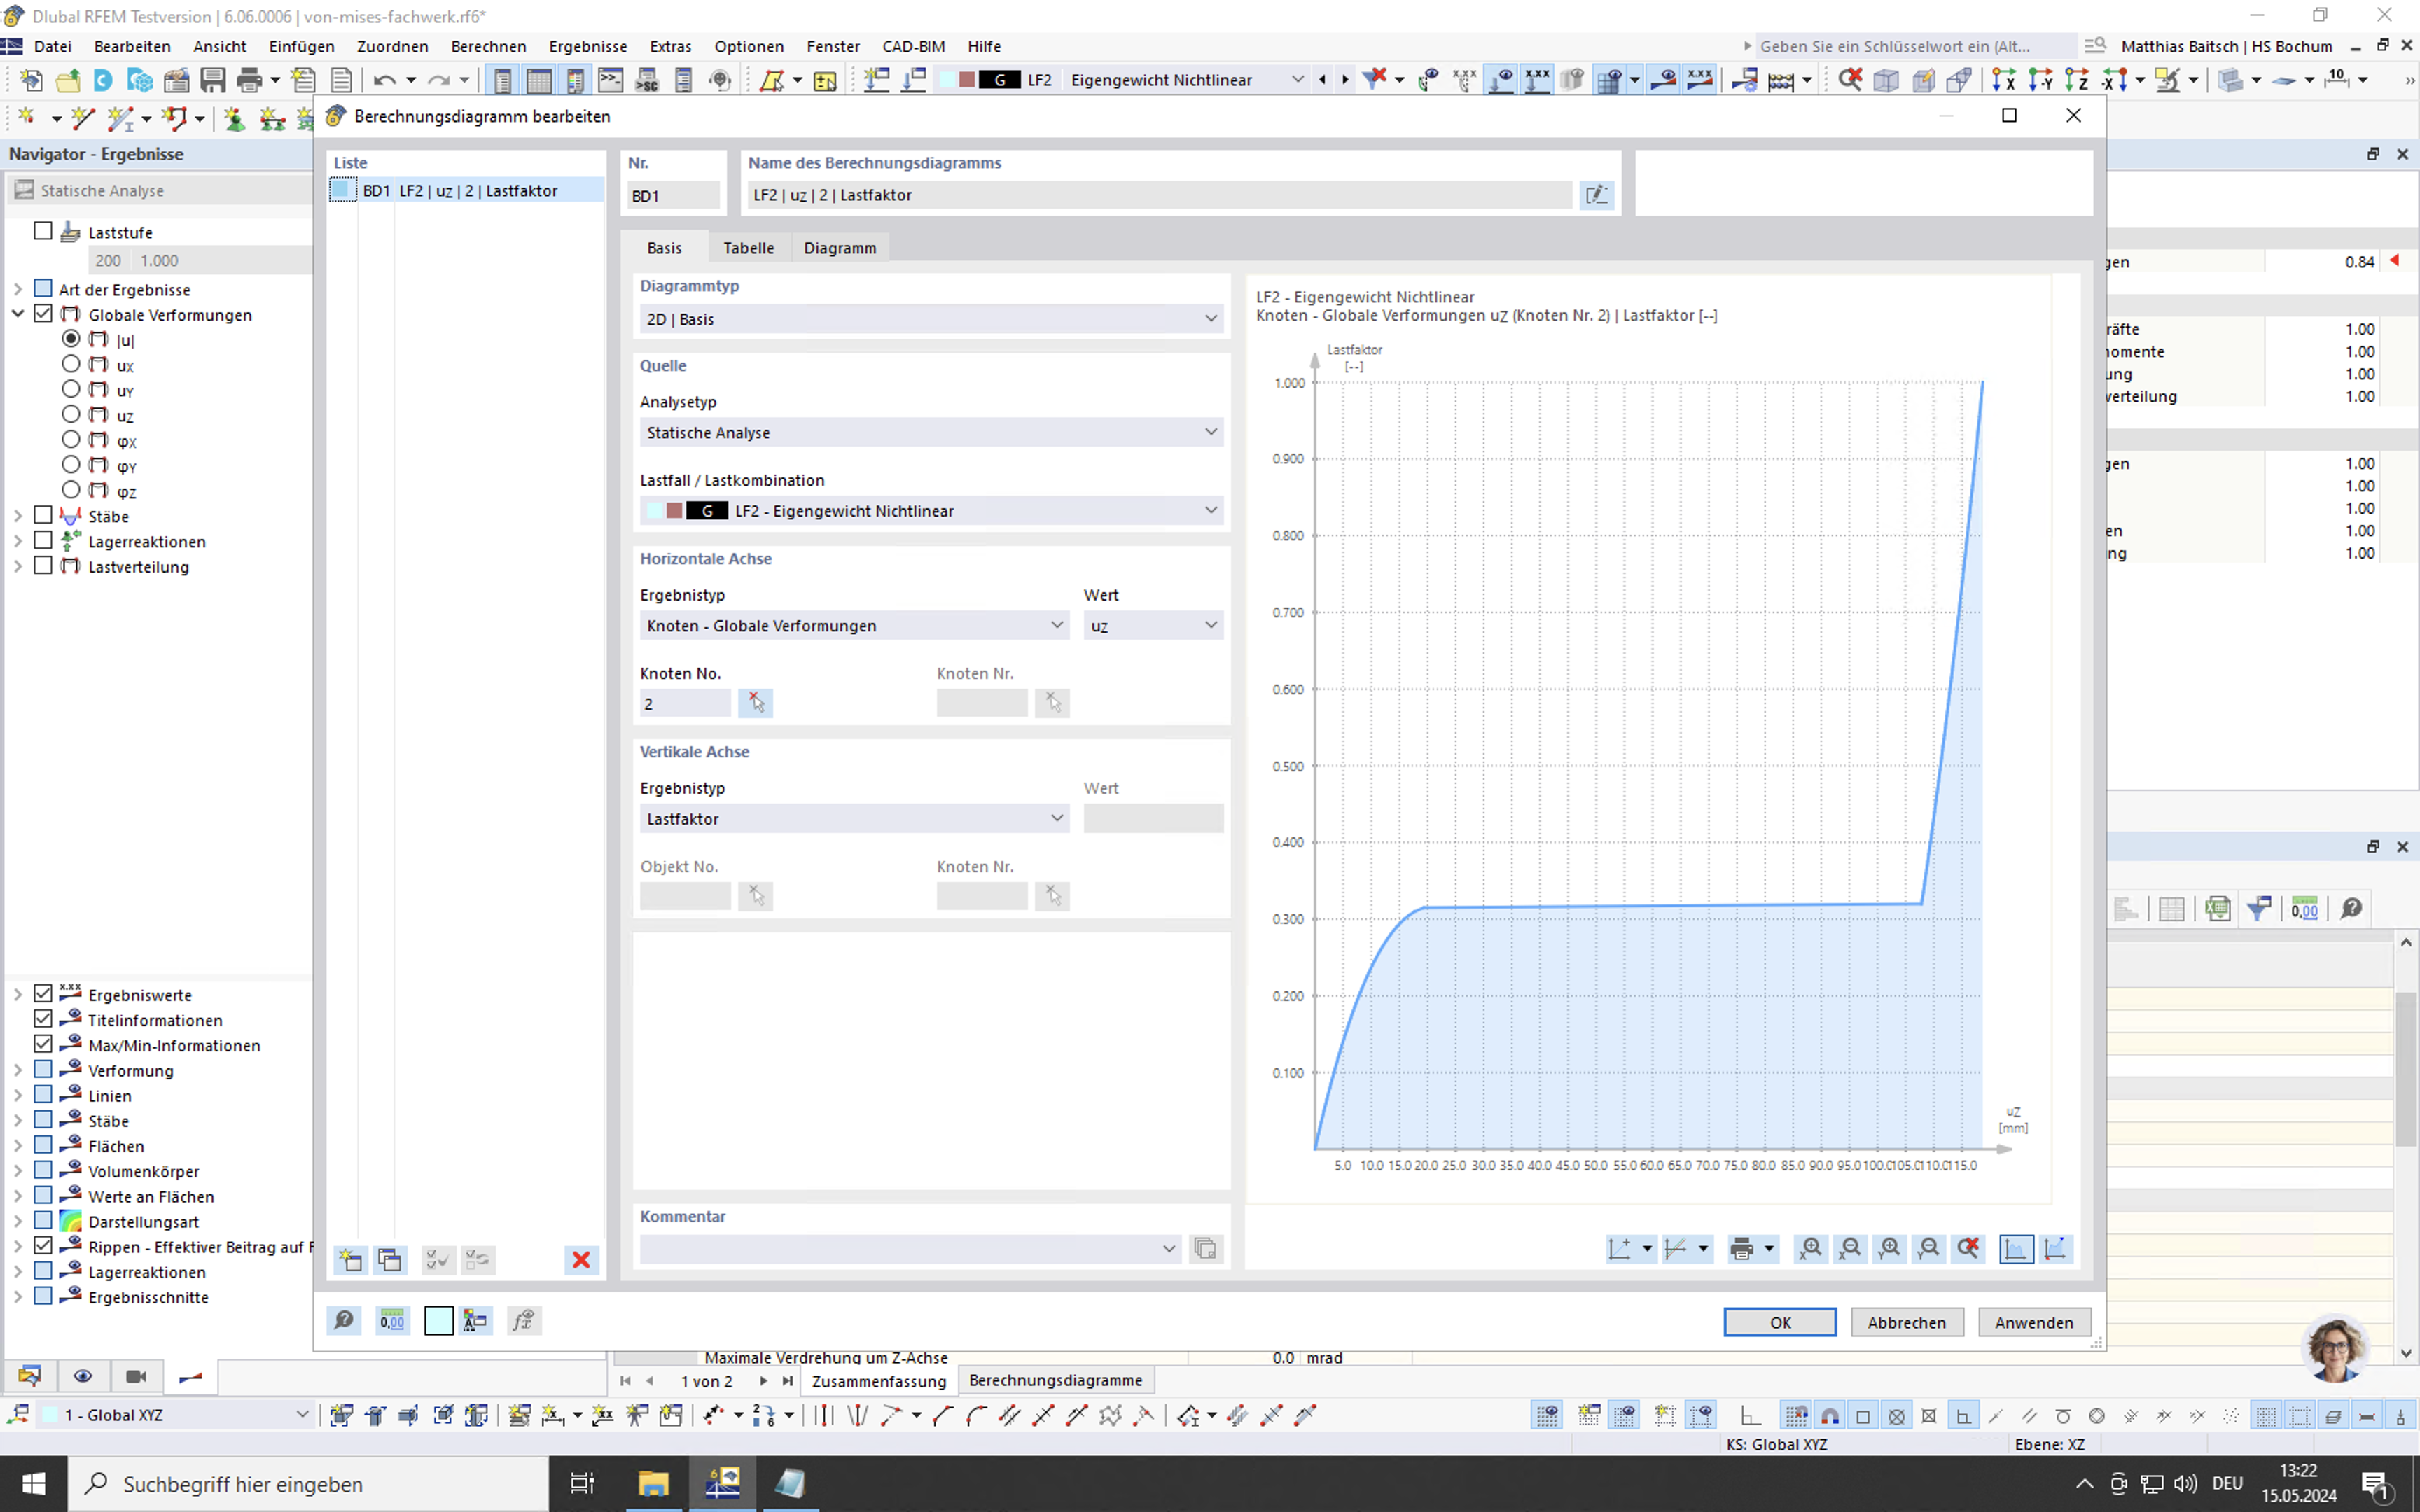 Dlubal RFEM Testversion | 6.06.0006 | von-mises-fachwerk.rf6*
Datei Bearbeiten Ansicht Einfügen Zuordnen Berechnen Ergebnisse Extras Optionen Fenster CAD-BIM Hilfe
Geben Sie ein Schlüsselwort ein (Alt...
Matthias Baitsch | HS Bochum
G LF2 Eigengewicht Nichtlinear
Berechnungsdiagramm bearbeiten
Navigator - Ergebnisse
Statische Analyse
Laststufe
200 1.000
Art der Ergebnisse
Globale Verformungen
|u|
uX
uY
uZ
φX
φY
φZ
Stäbe
Lagerreaktionen
Lastverteilung
Ergebniswerte
Titelinformationen
Max/Min-Informationen
Verformung
Linien
Stäbe
Flächen
Volumenkörper
Werte an Flächen
Darstellungsart
Rippen - Effektiver Beitrag auf F
Lagerreaktionen
Ergebnisschnitte
Liste
BD1 LF2 | uZ | 2 | Lastfaktor
Nr.
BD1
Name des Berechnungsdiagramms
LF2 | uZ | 2 | Lastfaktor
Basis Tabelle Diagramm
Diagrammtyp
2D | Basis
Quelle
Analysetyp
Statische Analyse
Lastfall / Lastkombination
G LF2 - Eigengewicht Nichtlinear
Horizontale Achse
Ergebnistyp Wert
Knoten - Globale Verformungen uZ
Knoten No. Knoten Nr.
2
Vertikale Achse
Ergebnistyp Wert
Lastfaktor
Objekt No. Knoten Nr.
Kommentar
LF2 - Eigengewicht Nichtlinear
Knoten - Globale Verformungen uZ (Knoten Nr. 2) | Lastfaktor [--]
Lastfaktor
[--]
1.000
0.900
0.800
0.700
0.600
0.500
0.400
0.300
0.200
0.100
uZ
[mm]
5.0 10.0 15.0 20.0 25.0 30.0 35.0 40.0 45.0 50.0 55.0 60.0 65.0 70.0 75.0 80.0 85.0 90.0 95.0 100.0 105.0 110.0 115.0
OK Abbrechen Anwenden
gen 0.84
räfte 1.00
omente 1.00
ung 1.00
verteilung 1.00
gen 1.00
1.00
1.00
en 1.00
ng 1.00
Maximale Verdrehung um Z-Achse 0.0 mrad
1 von 2 Zusammenfassung Berechnungsdiagramme
1 - Global XYZ
KS: Global XYZ Ebene: XZ
Suchbegriff hier eingeben
DEU
13:22
15.05.2024
1